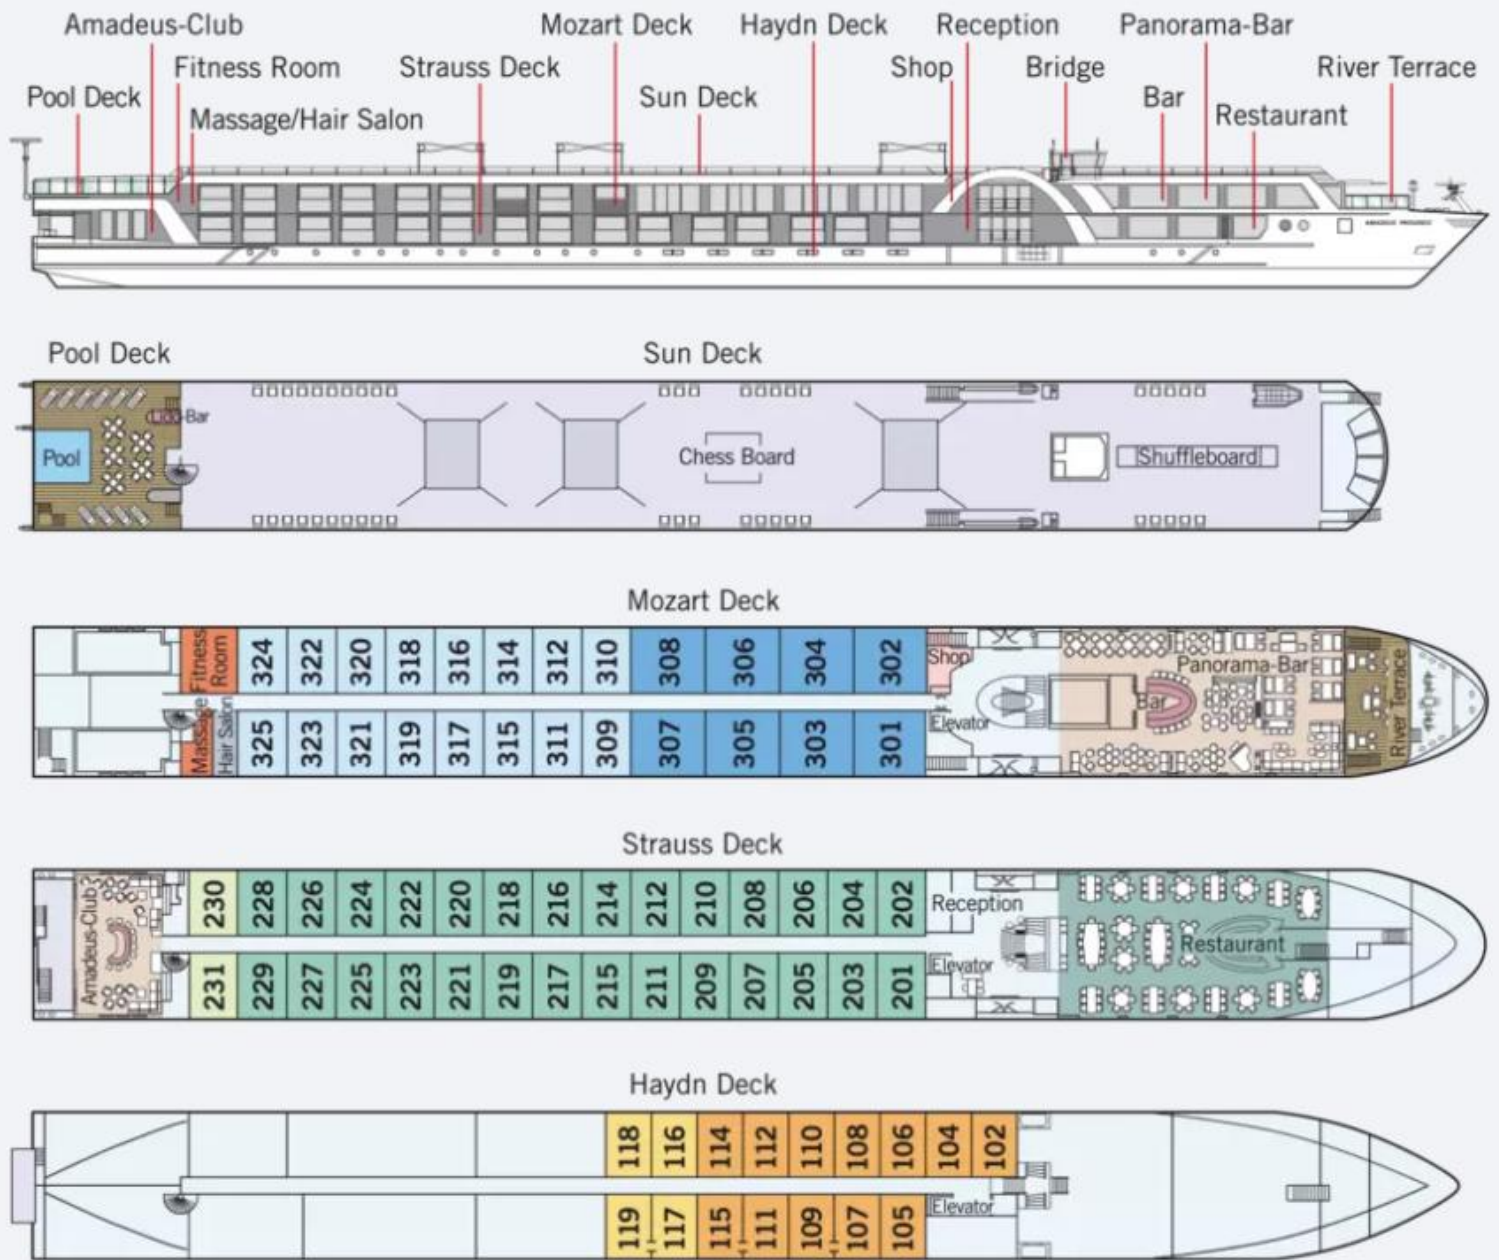 Amadeus-Club
Mozart Deck
Haydn Deck
Reception
Panorama-Bar
Fitness Room
Strauss Deck
Shop
Bridge
River Terrace
Pool Deck
Massage/Hair Salon
Sun Deck
Bar
Restaurant
Pool Deck
Sun Deck
Lido-Bar
Pool
Chess Board
Shuffleboard
Mozart Deck
Fitness
Room
324 322 320 318 316 314 312 310 308 306 304 302
Shop
Panorama-Bar
River Terrace
Bar
Massage
Hair Salon
325 323 321 319 317 315 311 309 307 305 303 301
Elevator
Strauss Deck
Amadeus-Club
230 228 226 224 222 220 218 216 214 212 210 208 206 204 202
Reception
Restaurant
231 229 227 225 223 221 219 217 215 211 209 207 205 203 201
Elevator
Haydn Deck
118 116 114 112 110 108 106 104 102
119 117 115 111 109 107 105
Elevator